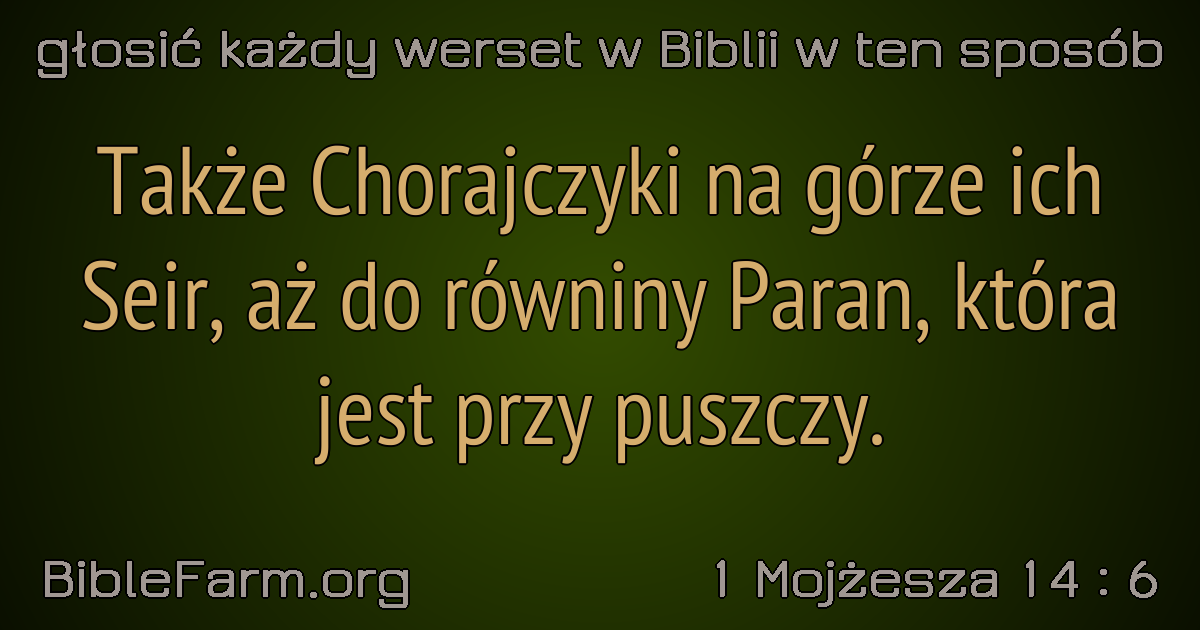 głosić każdy werset w Biblii w ten sposób
Także Chorajczyki na górze ich
Seir, aż do równiny Paran, która
jest przy puszczy.
BibleFarm.org
1 Mojżesza 14 : 6